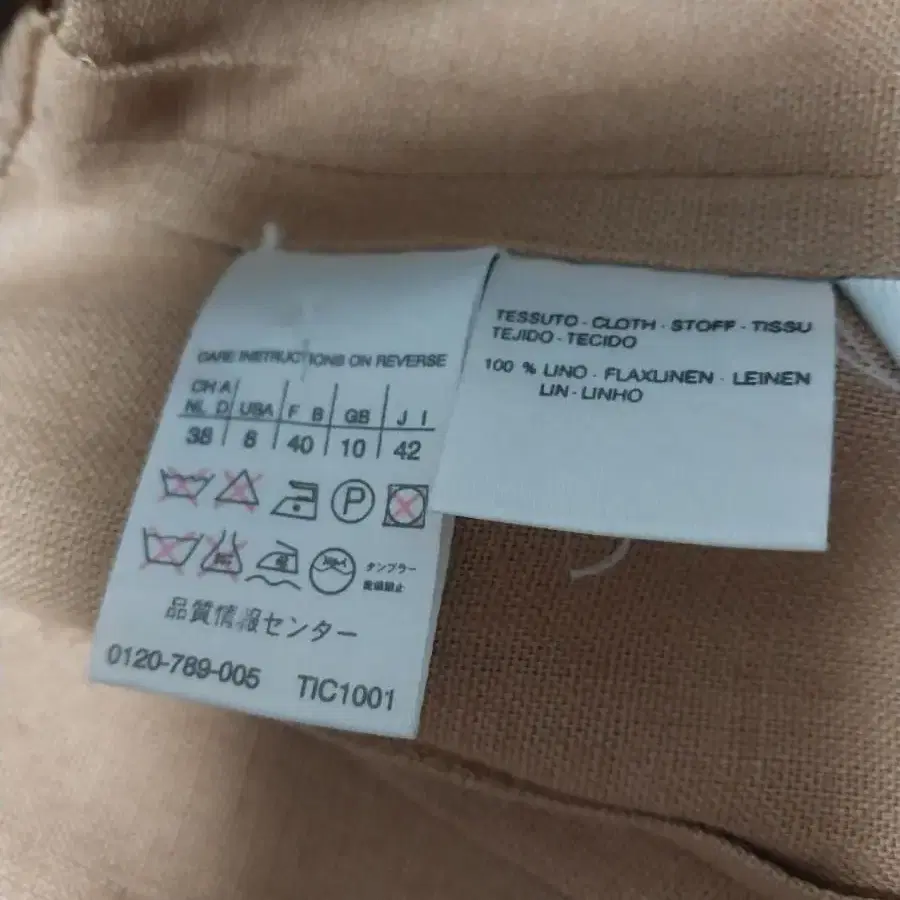 CARE INSTRUCTIONS ON REVERSE
CH A
NL D USA F B GB J I
38 8 40 10 42
P
タンプラー
乾燥禁止
品質情報センター
0120-789-005 TIC1001
TESSUTO - CLOTH - STOFF - TISSU
TEJIDO - TECIDO
100 % LINO - FLAXLINEN - LEINEN
LIN - LINHO